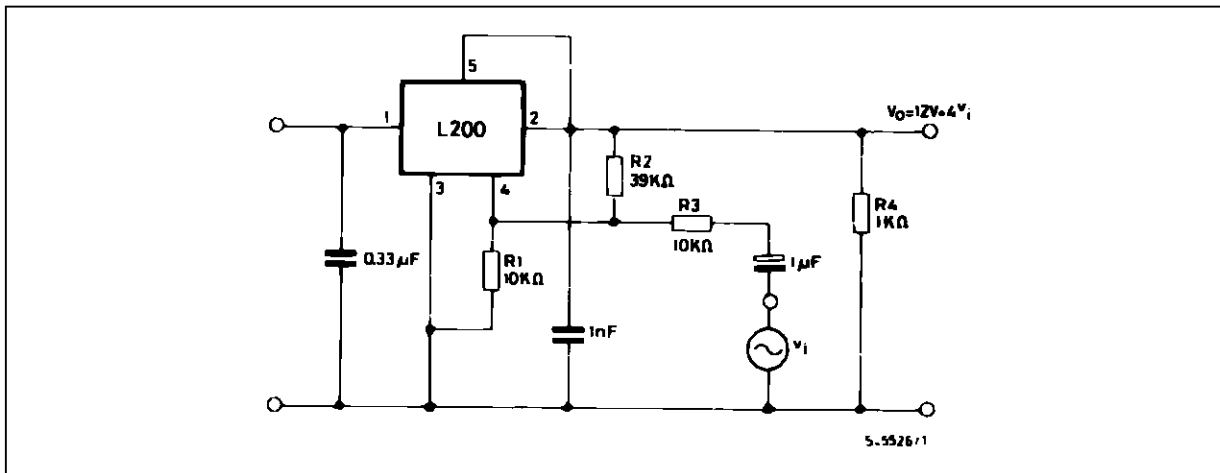 5
1
L200
2
V₀=12V+4vᵢ
3
4
R2
39KΩ
R3
10KΩ
R4
1KΩ
0.33µF
R1
10KΩ
1µF
1nF
vᵢ
5-5526/1